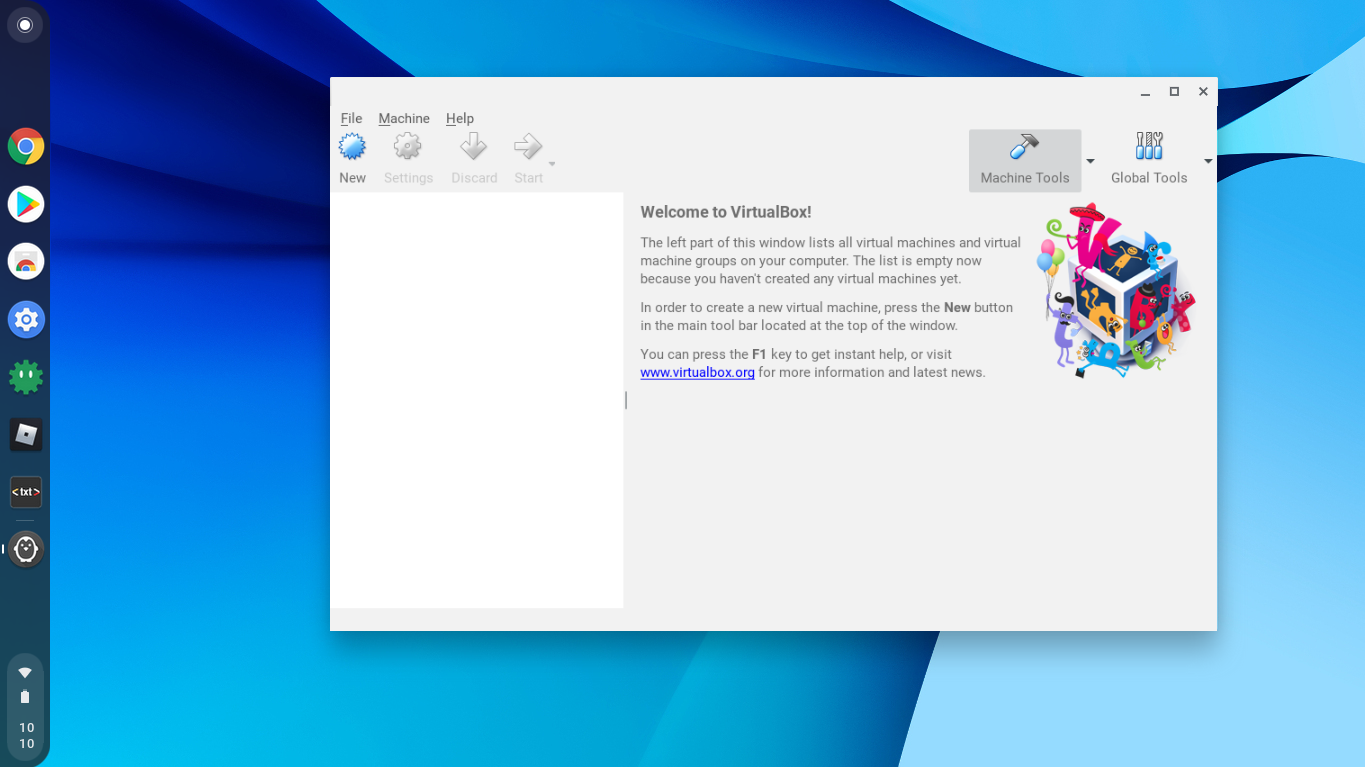 File Machine Help
New Settings Discard Start Machine Tools Global Tools
Welcome to VirtualBox!
The left part of this window lists all virtual machines and virtual
machine groups on your computer. The list is empty now
because you haven't created any virtual machines yet.
In order to create a new virtual machine, press the New button
in the main tool bar located at the top of the window.
You can press the F1 key to get instant help, or visit
www.virtualbox.org for more information and latest news.
<txt>
10
10